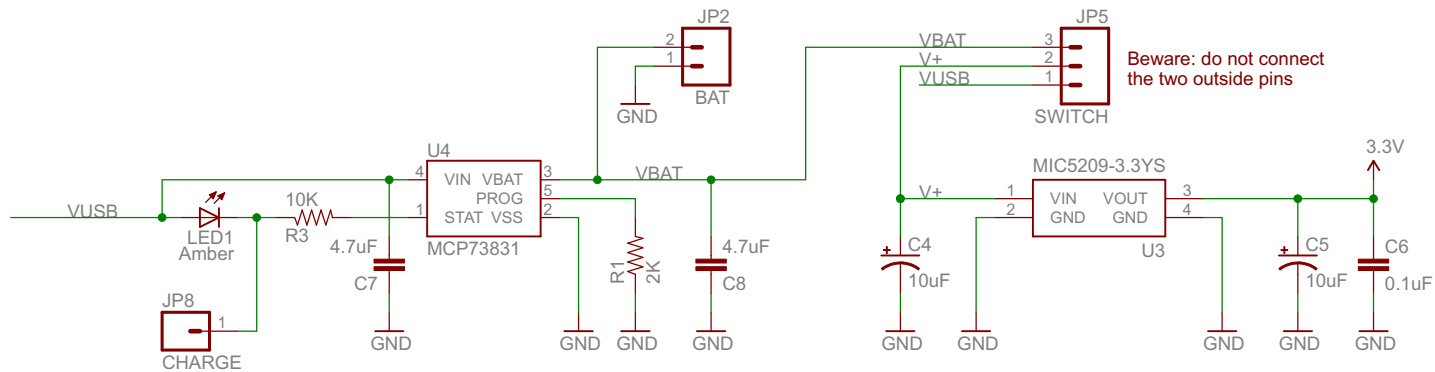 JP2
2
1
BAT
GND
JP5
VBAT
3
V+
2
VUSB
1
SWITCH
Beware: do not connect
the two outside pins
U4
4
VIN VBAT
3
PROG
5
1
STAT VSS
2
MCP73831
VBAT
VUSB
LED1
Amber
10K
R3
4.7uF
C7
R1
2K
4.7uF
C8
JP8
1
CHARGE
GND
GND
GND
GND
MIC5209-3.3YS
V+
1
VIN VOUT
3
2
GND GND
4
U3
3.3V
+
C4
10uF
+
C5
10uF
C6
0.1uF
GND
GND
GND
GND
GND